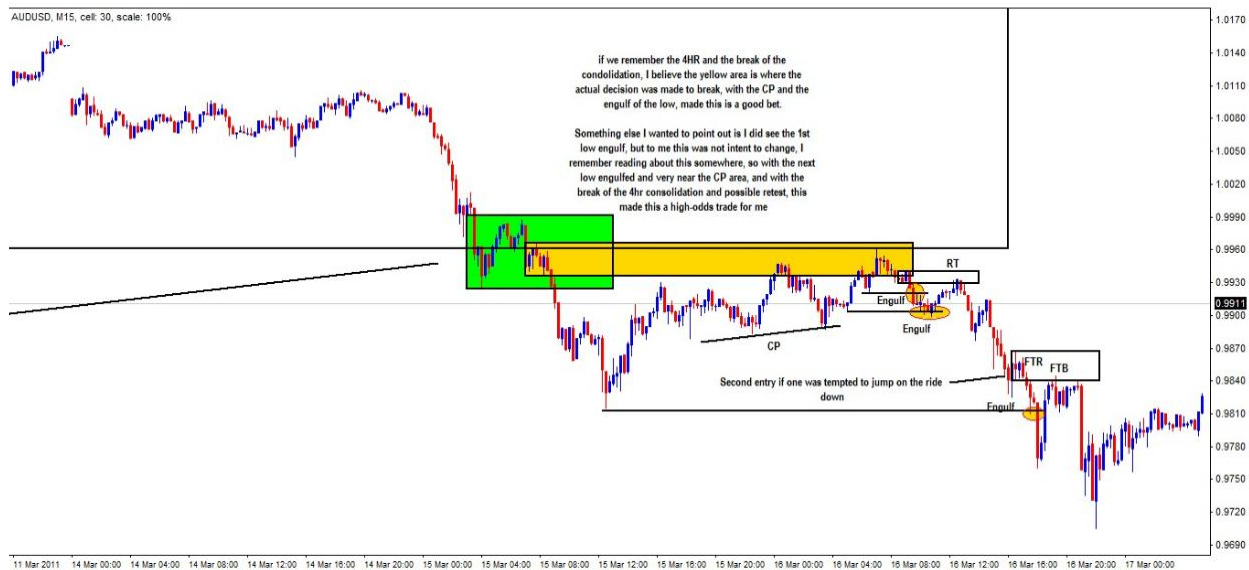 AUDUSD, M15, cell: 30, scale: 100%
if we remember the 4HR and the break of the
condolidation, I believe the yellow area is where the
actual decision was made to break, with the CP and the
engulf of the low, made this is a good bet.
Something else I wanted to point out is I did see the 1st
low engulf, but to me this was not intent to change, I
remember reading about this somewhere, so with the next
low engulfed and very near the CP area, and with the
break of the 4hr consolidation and possible retest, this
made this a high-odds trade for me
RT
Engulf
Engulf
CP
FTR
FTB
Second entry if one was tempted to jump on the ride
down
Engulf
1.0170
1.0140
1.0110
1.0080
1.0050
1.0020
0.9990
0.9960
0.9930
0.9911
0.9900
0.9870
0.9840
0.9810
0.9780
0.9750
0.9720
0.9690
11 Mar 2011
14 Mar 00:00
14 Mar 04:00
14 Mar 08:00
14 Mar 12:00
14 Mar 16:00
14 Mar 20:00
15 Mar 00:00
15 Mar 04:00
15 Mar 08:00
15 Mar 12:00
15 Mar 16:00
15 Mar 20:00
16 Mar 00:00
16 Mar 04:00
16 Mar 08:00
16 Mar 12:00
16 Mar 16:00
16 Mar 20:00
17 Mar 00:00